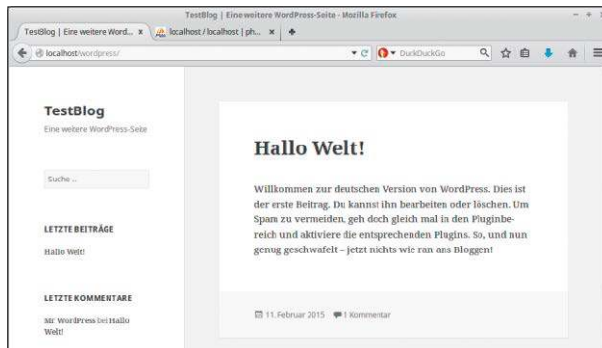 TestBlog | Eine weitere WordPress-Seite - Mozilla Firefox
TestBlog | Eine weitere Word... x
localhost / localhost | ph... x
localhost/wordpress/
DuckDuckGo
TestBlog
Eine weitere WordPress-Seite
Suche ...
LETZTE BEITRÄGE
Hallo Welt!
LETZTE KOMMENTARE
Mr WordPress bei Hallo
Welt!
Hallo Welt!
Willkommen zur deutschen Version von WordPress. Dies ist
der erste Beitrag. Du kannst ihn bearbeiten oder löschen. Um
Spam zu vermeiden, geh doch gleich mal in den Pluginbe-
reich und aktiviere die entsprechenden Plugins. So, und nun
genug geschwafelt – jetzt nichts wie ran ans Bloggen!
11. Februar 2015 1 Kommentar